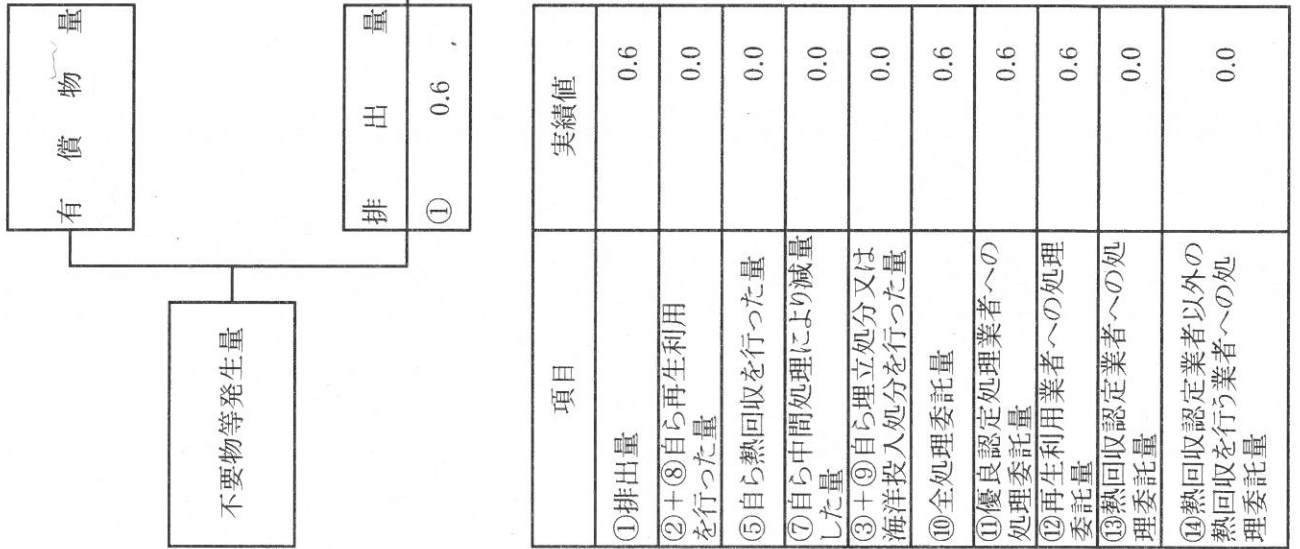 不要物等発生量
有償物量
排出量
① 0.6
項目 実績値
①排出量 0.6
②+⑧自ら再生利用
を行った量 0.0
⑤自ら熱回収を行った量 0.0
⑦自ら中間処理により減量
した量 0.0
③+⑨自ら埋立処分又は
海洋投入処分を行った量 0.0
⑩全処理委託量 0.6
⑪優良認定処理業者への
処理委託量 0.6
⑫再生利用業者への処理
委託量 0.6
⑬熱回収認定業者への処
理委託量 0.0
⑭熱回収認定業者以外の
熱回収を行う業者への処
理委託量 0.0